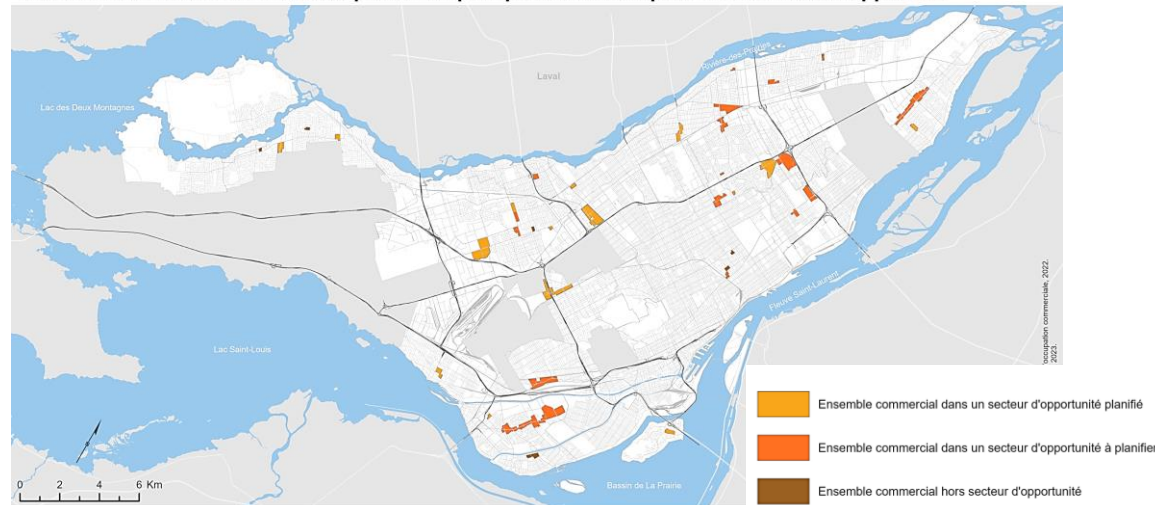 Rivière-des-Prairies
Laval
Lac des Deux Montagnes
Fleuve Saint-Laurent
l'occupation commerciale, 2022.
2023.
Lac Saint-Louis
Ensemble commercial dans un secteur d'opportunité planifié
Ensemble commercial dans un secteur d'opportunité à planifier
Ensemble commercial hors secteur d'opportunité
0 2 4 6 Km
Bassin de La Prairie